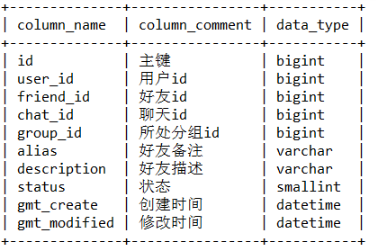 +--------------+----------------+-----------+
| column_name | column_comment | data_type |
+--------------+----------------+-----------+
| id | 主键 | bigint |
| user_id | 用户id | bigint |
| friend_id | 好友id | bigint |
| chat_id | 聊天id | bigint |
| group_id | 所处分组id | bigint |
| alias | 好友备注 | varchar |
| description | 好友描述 | varchar |
| status | 状态 | smallint |
| gmt_create | 创建时间 | datetime |
| gmt_modified | 修改时间 | datetime |
+--------------+----------------+-----------+